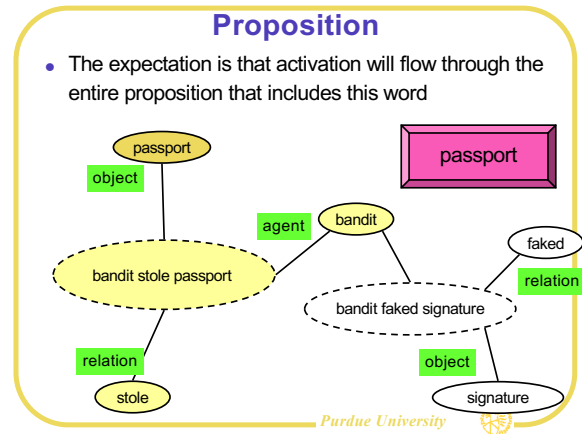 Proposition
• The expectation is that activation will flow through the
entire proposition that includes this word
passport
passport
object
agent
bandit
faked
bandit stole passport
relation
bandit faked signature
relation
object
stole
signature
Purdue University